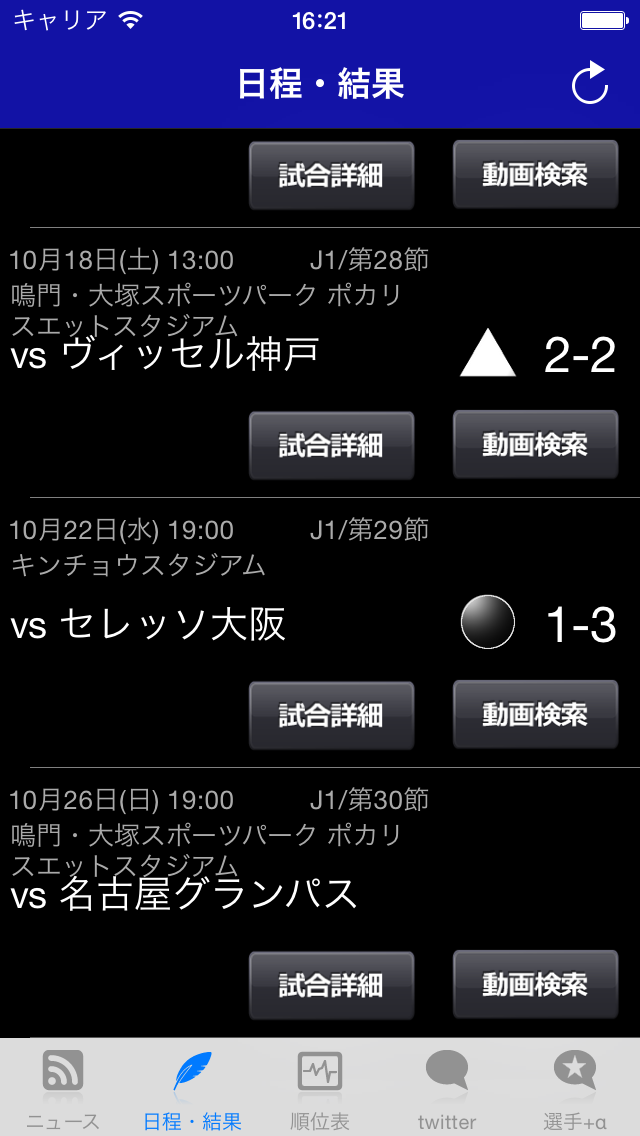 キャリア 16:21
日程・結果
試合詳細 動画検索
10月18日(土) 13:00 J1/第28節
鳴門・大塚スポーツパーク ポカリ
スエットスタジアム
vs ヴィッセル神戸 2-2
試合詳細 動画検索
10月22日(水) 19:00 J1/第29節
キンチョウスタジアム
vs セレッソ大阪 1-3
試合詳細 動画検索
10月26日(日) 19:00 J1/第30節
鳴門・大塚スポーツパーク ポカリ
スエットスタジアム
vs 名古屋グランパス
試合詳細 動画検索
ニュース 日程・結果 順位表 twitter 選手+α